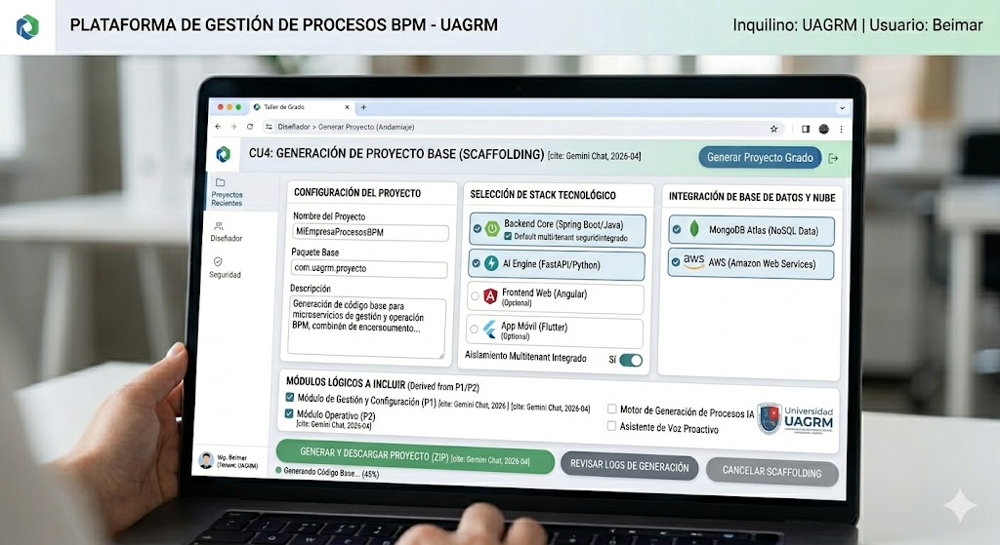 PLATAFORMA DE GESTIÓN DE PROCESOS BPM - UAGRM
Inquilino: UAGRM | Usuario: Beimar
Taller de Grado
Diseñador > Generar Proyecto (Andamiaje)
CU4: GENERACIÓN DE PROYECTO BASE (SCAFFOLDING) [cite: Gemini Chat, 2026-04]
Generar Proyecto Grado
Proyectos
Recientes
Diseñador
Seguridad
CONFIGURACIÓN DEL PROYECTO
Nombre del Proyecto
MiEmpresaProcesosBPM
Paquete Base
com.uagrm.proyecto
Descripción
Generación de código base para
microservicios de gestión y operación
BPM, combinén de encersoumento...
SELECCIÓN DE STACK TECNOLÓGICO
Backend Core (Spring Boot/Java)
Default multi-tenant seguridintegrado
AI Engine (FastAPI/Python)
Frontend Web (Angular)
(Opcional)
App Móvil (Flutter)
(Optional)
Aislamiento Multitenant Integrado
Sí
INTEGRACIÓN DE BASE DE DATOS Y NUBE
MongoDB Atlas (NoSQL Data)
aws AWS (Amazon Web Services)
MÓDULOS LÓGICOS A INCLUIR (Derived from P1/P2)
Módulo de Gestión y Configuración (P1) [cite: Gemini Chat, 2026 | [cite: Gemini Chat, 2026-04]
Módulo Operativo (P2)
[cite: Gemini Chat, 2026-04]
Motor de Generación de Procesos IA
Asistente de Voz Proactivo
Universidad
UAGRM
Wg. Beimer
(Tenant: UAGRM)
GENERAR Y DESCARGAR PROYECTO (ZIP) [cite: Gemini Chat, 2026-04]
REVISAR LOGS DE GENERACIÓN
CANCELAR SCAFFOLDING
Generando Código Base... (45%)